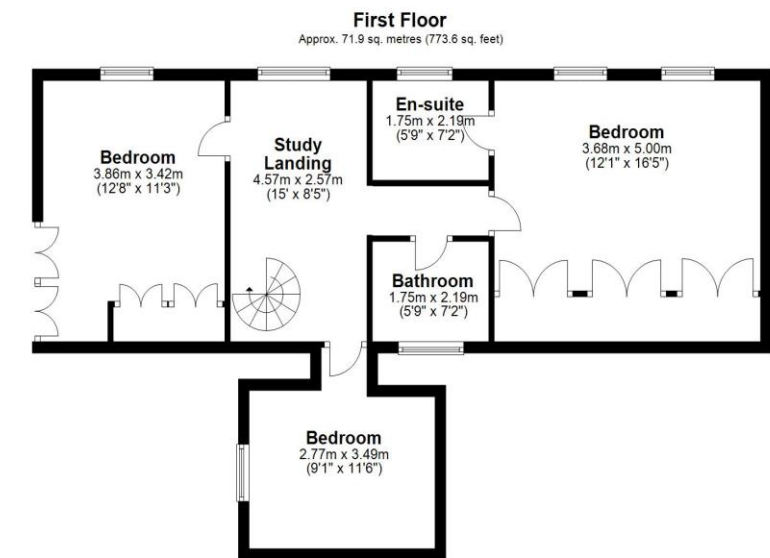 First Floor
Approx. 71.9 sq. metres (773.6 sq. feet)
En-suite
1.75m x 2.19m
(5'9" x 7'2")
Bedroom
3.68m x 5.00m
(12'1" x 16'5")
Study
Landing
4.57m x 2.57m
(15' x 8'5")
Bedroom
3.86m x 3.42m
(12'8" x 11'3")
Bathroom
1.75m x 2.19m
(5'9" x 7'2")
Bedroom
2.77m x 3.49m
(9'1" x 11'6")